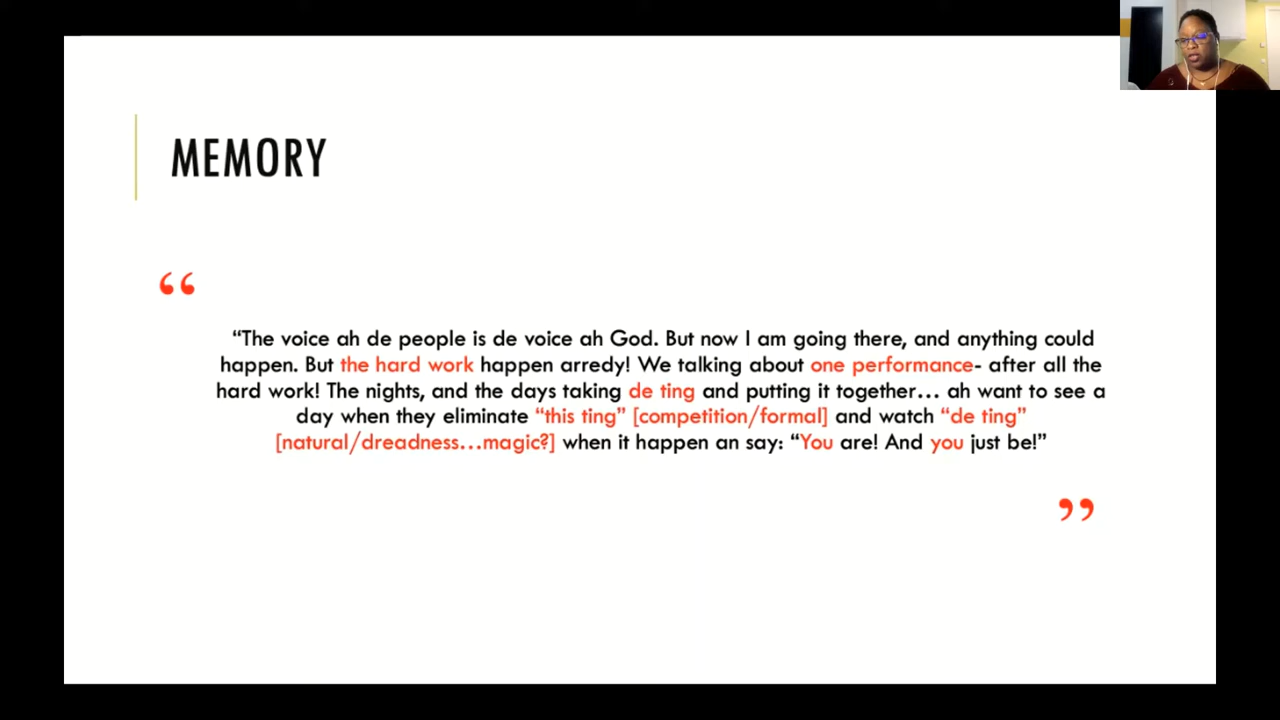 MEMORY
“
“The voice ah de people is de voice ah God. But now I am going there, and anything could
happen. But the hard work happen arredy! We talking about one performance- after all the
hard work! The nights, and the days taking de ting and putting it together… ah want to see a
day when they eliminate “this ting” [competition/formal] and watch “de ting”
[natural/dreadness…magic?] when it happen an say: “You are! And you just be!”
”